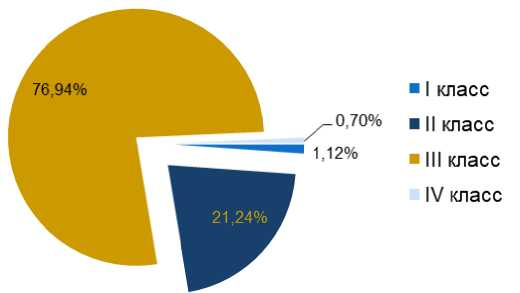 76,94%
0,70%
1,12%
21,24%
I класс
II класс
III класс
IV класс